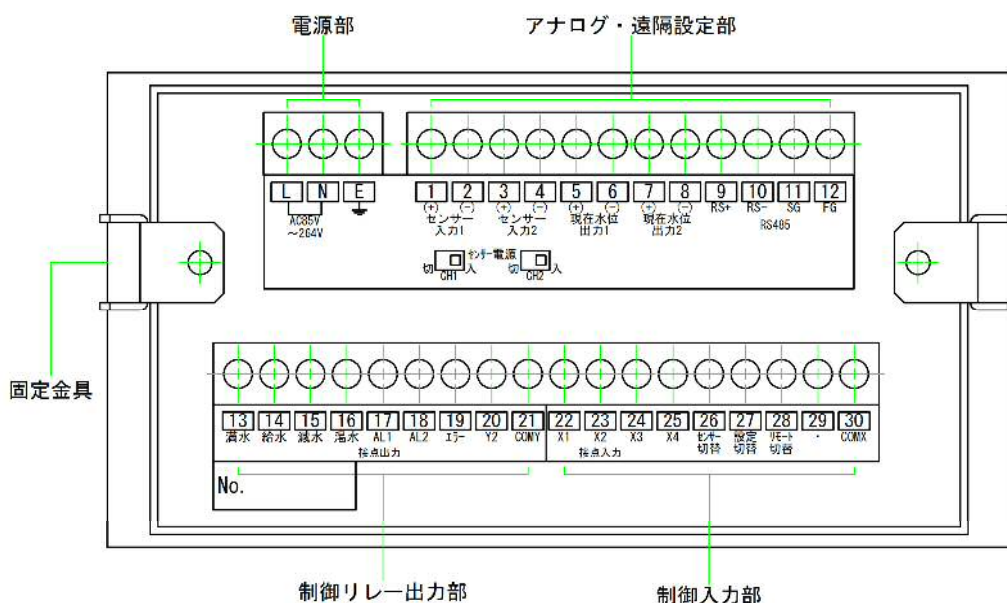 電源部
アナログ・遠隔設定部
L N E
AC85V
～264V
1 2 3 4 5 6 7 8 9 10 11 12
(+) (-) (+) (-) (+) (-) (+) (-) RS+ RS- SG FG
センサー センサー 現在水位 現在水位
入力1 入力2 出力1 出力2 RS485
切 入 センサー電源 切 入
CH1 CH2
固定金具
13 14 15 16 17 18 19 20 21 22 23 24 25 26 27 28 29 30
満水 給水 減水 渇水 AL1 AL2 エラー Y2 COMY X1 X2 X3 X4 センサー 設定 リモート ・ COMX
切替 切替 切替
接点出力 接点入力
No.
制御リレー出力部
制御入力部